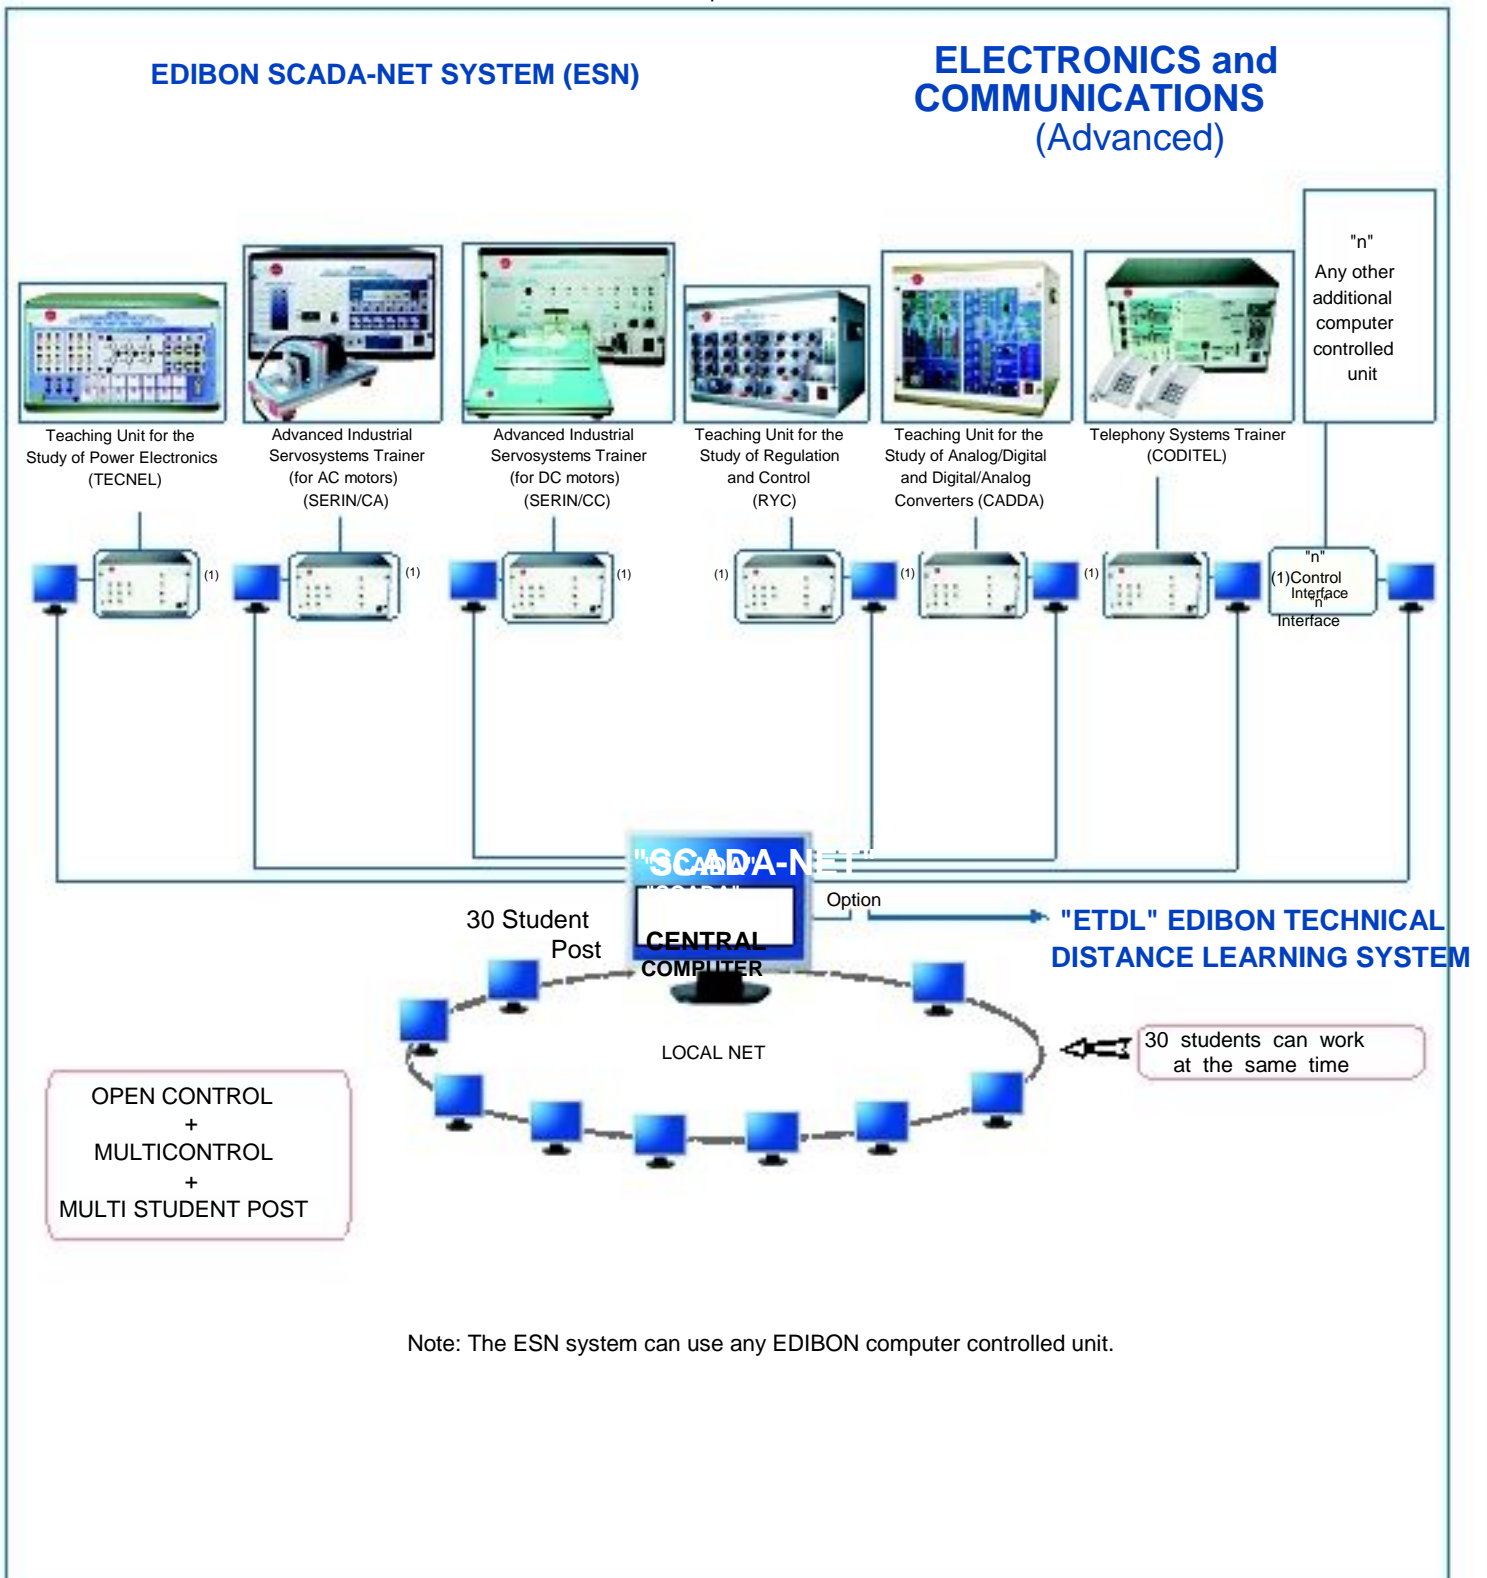 EDIBON SCADA-NET SYSTEM (ESN)
ELECTRONICS and
COMMUNICATIONS
(Advanced)
"n"
Any other
additional
computer
controlled
unit
Teaching Unit for the
Study of Power Electronics
(TECNEL)
Advanced Industrial
Servosystems Trainer
(for AC motors)
(SERIN/CA)
Advanced Industrial
Servosystems Trainer
(for DC motors)
(SERIN/CC)
Teaching Unit for the
Study of Regulation
and Control
(RYC)
Teaching Unit for the
Study of Analog/Digital
and Digital/Analog
Converters (CADDA)
Telephony Systems Trainer
(CODITEL)
(1)
(1)
(1)
(1)
(1)
(1)
"n"
(1)Control
Interface
"n"
Interface
"SCADA-NET"
"SCADA"
Option
"ETDL" EDIBON TECHNICAL
DISTANCE LEARNING SYSTEM
30 Student
Post
CENTRAL
COMPUTER
LOCAL NET
30 students can work
at the same time
OPEN CONTROL
+
MULTICONTROL
+
MULTI STUDENT POST
Note: The ESN system can use any EDIBON computer controlled unit.